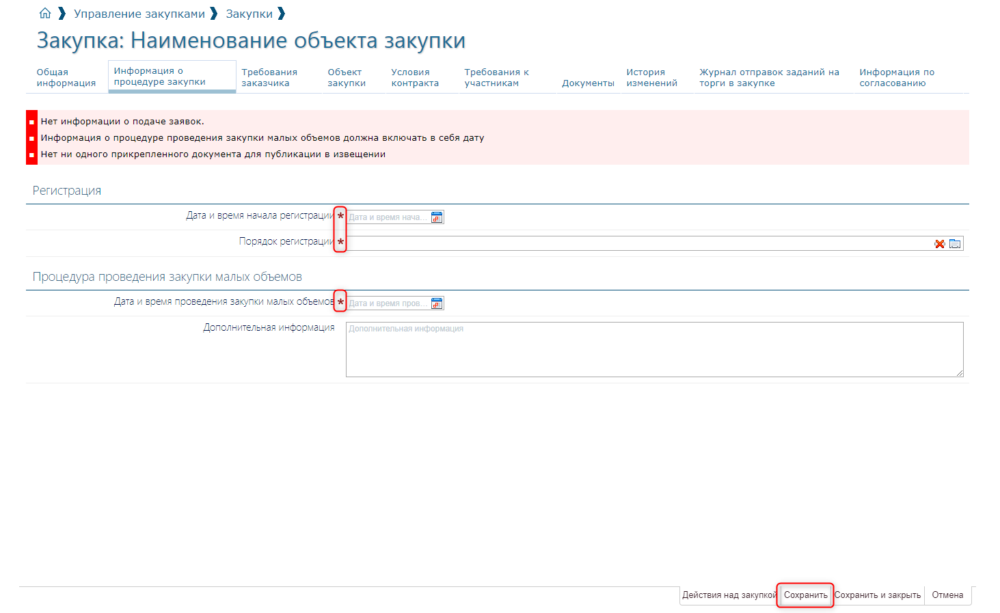 Управление закупками Закупки
Закупка: Наименование объекта закупки
Общая информация
Информация о процедуре закупки
Требования заказчика
Объект закупки
Условия контракта
Требования к участникам
Документы
История изменений
Журнал отправок заданий на торги в закупке
Информация по согласованию
Нет информации о подаче заявок.
Информация о процедуре проведения закупки малых объемов должна включать в себя дату
Нет ни одного прикрепленного документа для публикации в извещении
Регистрация
Дата и время начала регистрации * Дата и время нача...
Порядок регистрации *
Процедура проведения закупки малых объемов
Дата и время проведения закупки малых объемов * Дата и время пров...
Дополнительная информация Дополнительная информация
Действия над закупкой Сохранить Сохранить и закрыть Отмена